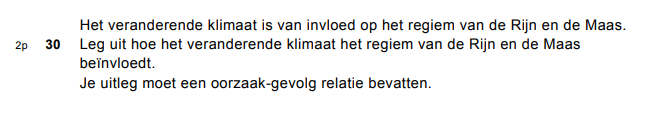 Het veranderende klimaat is van invloed op het regiem van de Rijn en de Maas.
2p 30 Leg uit hoe het veranderende klimaat het regiem van de Rijn en de Maas
beïnvloedt.
Je uitleg moet een oorzaak-gevolg relatie bevatten.